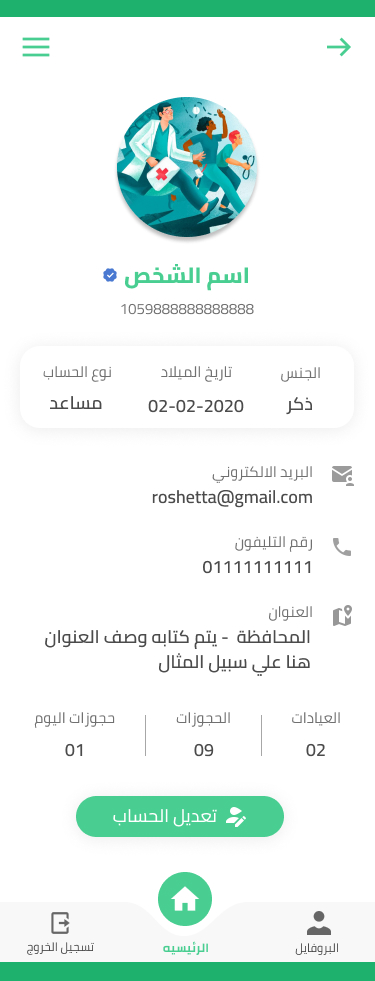 اسم الشخص
1059888888888888
الجنس
تاريخ الميلاد
نوع الحساب
ذكر
02-02-2020
مساعد
البريد الالكتروني
roshetta@gmail.com
رقم التليفون
01111111111
العنوان
المحافظة - يتم كتابه وصف العنوان
هنا علي سبيل المثال
العيادات
الحجوزات
حجوزات اليوم
02
09
01
تعديل الحساب
البروفايل
الرئيسيه
تسجيل الخروج